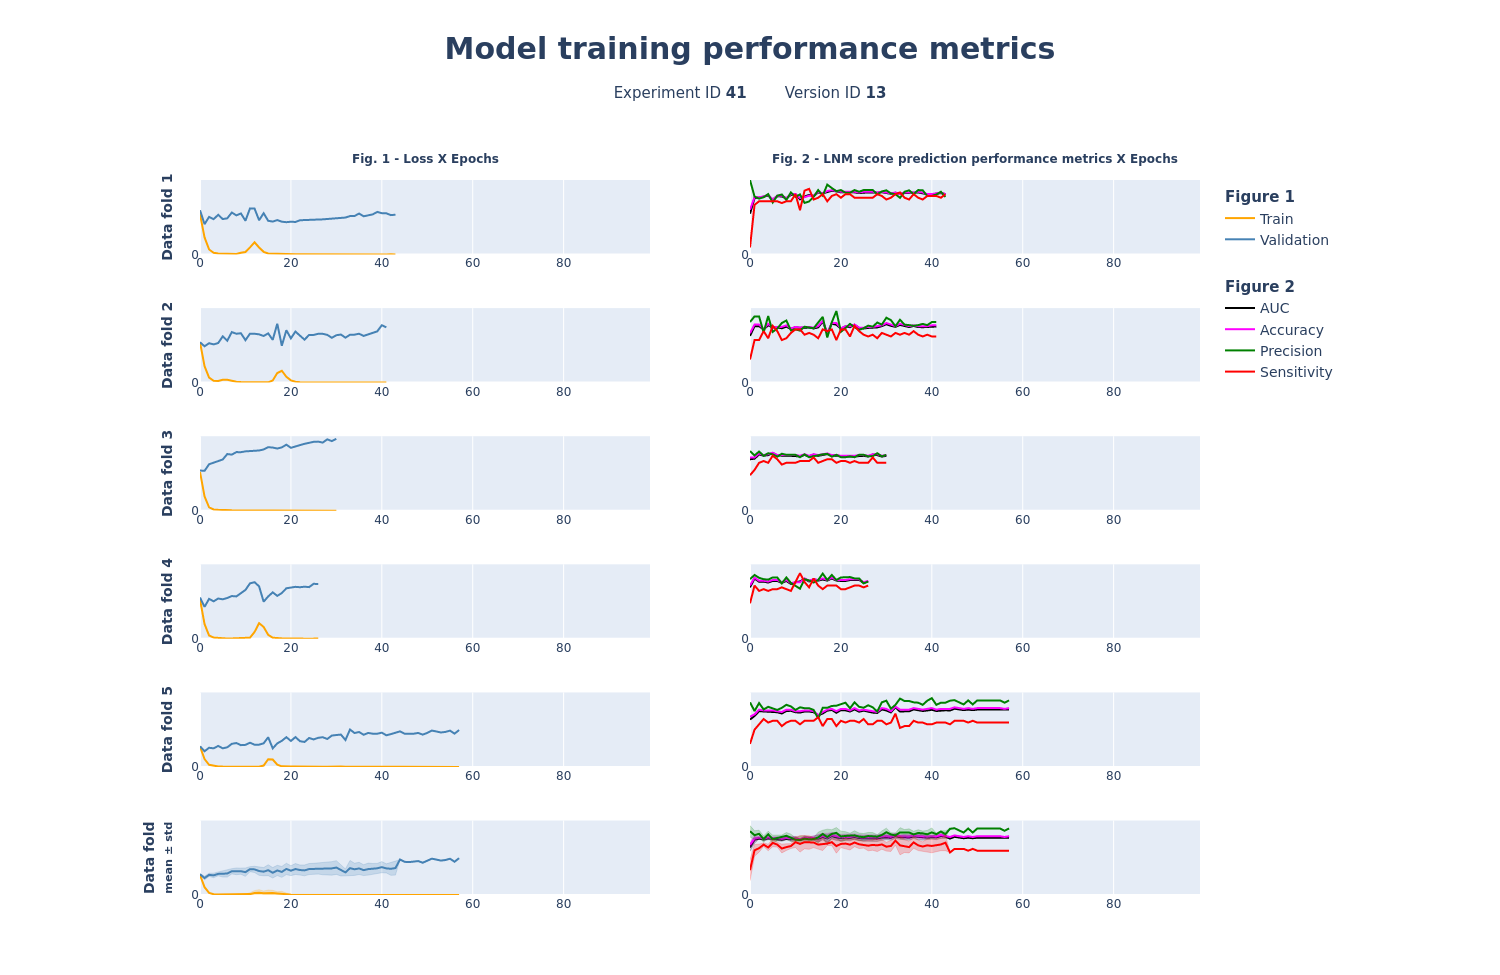 Model training performance metrics
Experiment ID 41 Version ID 13
Fig. 1 - Loss X Epochs
Fig. 2 - LNM score prediction performance metrics X Epochs
Data fold 1
0
0 20 40 60 80
0
0 20 40 60 80
Figure 1
Train
Validation
Figure 2
AUC
Accuracy
Precision
Sensitivity
Data fold 2
0
0 20 40 60 80
0
0 20 40 60 80
Data fold 3
0
0 20 40 60 80
0
0 20 40 60 80
Data fold 4
0
0 20 40 60 80
0
0 20 40 60 80
Data fold 5
0
0 20 40 60 80
0
0 20 40 60 80
Data fold
mean ± std
0
0 20 40 60 80
0
0 20 40 60 80